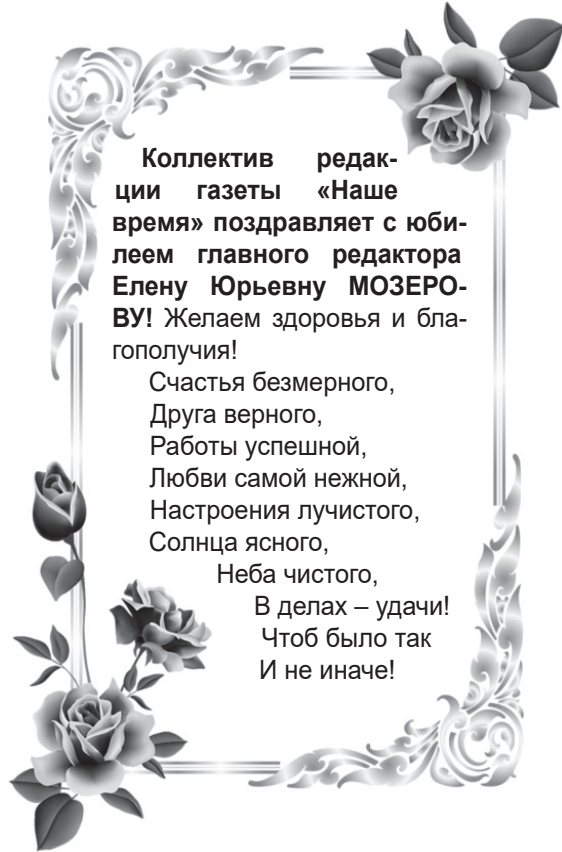 Коллектив редак-
ции газеты «Наше
время» поздравляет с юби-
леем главного редактора
Елену Юрьевну МОЗЕРО-
ВУ! Желаем здоровья и бла-
гополучия!
Счастья безмерного,
Друга верного,
Работы успешной,
Любви самой нежной,
Настроения лучистого,
Солнца ясного,
Неба чистого,
В делах – удачи!
Чтоб было так
И не иначе!